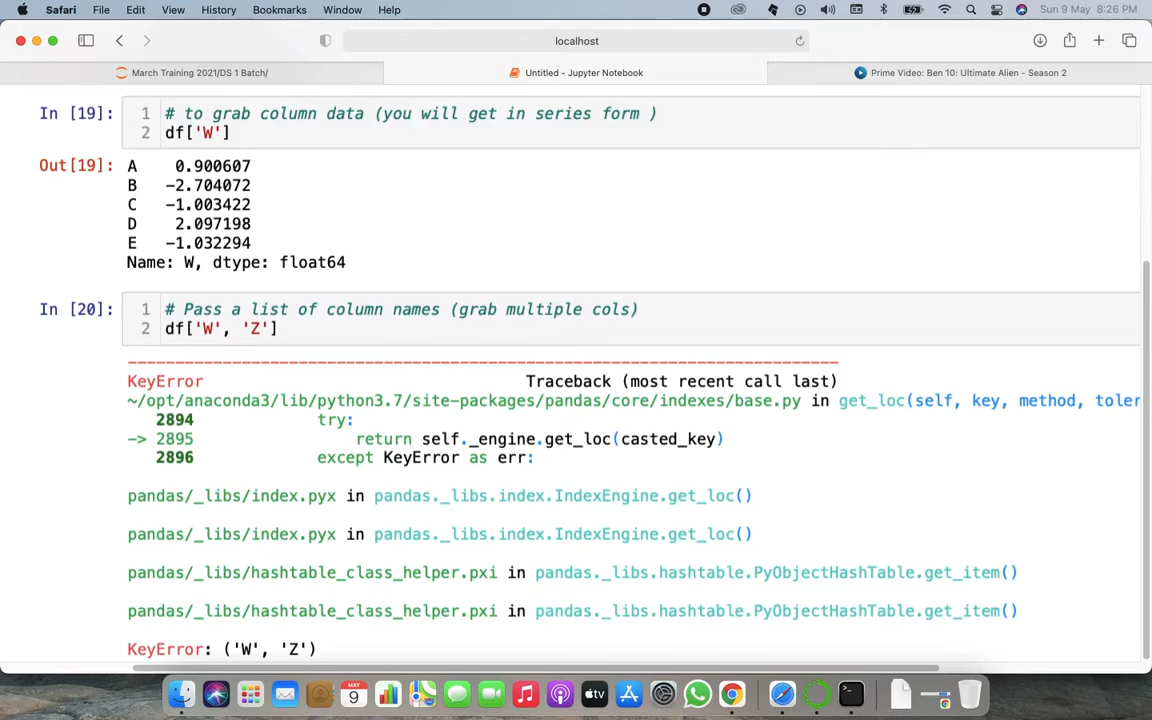 Safari File Edit View History Bookmarks Window Help Sun 9 May 8:26 PM
localhost
March Training 2021/DS 1 Batch/ Untitled - Jupyter Notebook Prime Video: Ben 10: Ultimate Alien - Season 2
In [19]: 1 # to grab column data (you will get in series form )
2 df['W']
Out[19]: A 0.900607
B -2.704072
C -1.003422
D 2.097198
E -1.032294
Name: W, dtype: float64
In [20]: 1 # Pass a list of column names (grab multiple cols)
2 df['W', 'Z']
---------------------------------------------------------------------------
KeyError Traceback (most recent call last)
~/opt/anaconda3/lib/python3.7/site-packages/pandas/core/indexes/base.py in get_loc(self, key, method, toler
2894 try:
-> 2895 return self._engine.get_loc(casted_key)
2896 except KeyError as err:
pandas/_libs/index.pyx in pandas._libs.index.IndexEngine.get_loc()
pandas/_libs/index.pyx in pandas._libs.index.IndexEngine.get_loc()
pandas/_libs/hashtable_class_helper.pxi in pandas._libs.hashtable.PyObjectHashTable.get_item()
pandas/_libs/hashtable_class_helper.pxi in pandas._libs.hashtable.PyObjectHashTable.get_item()
KeyError: ('W', 'Z')
MAY
9
tv